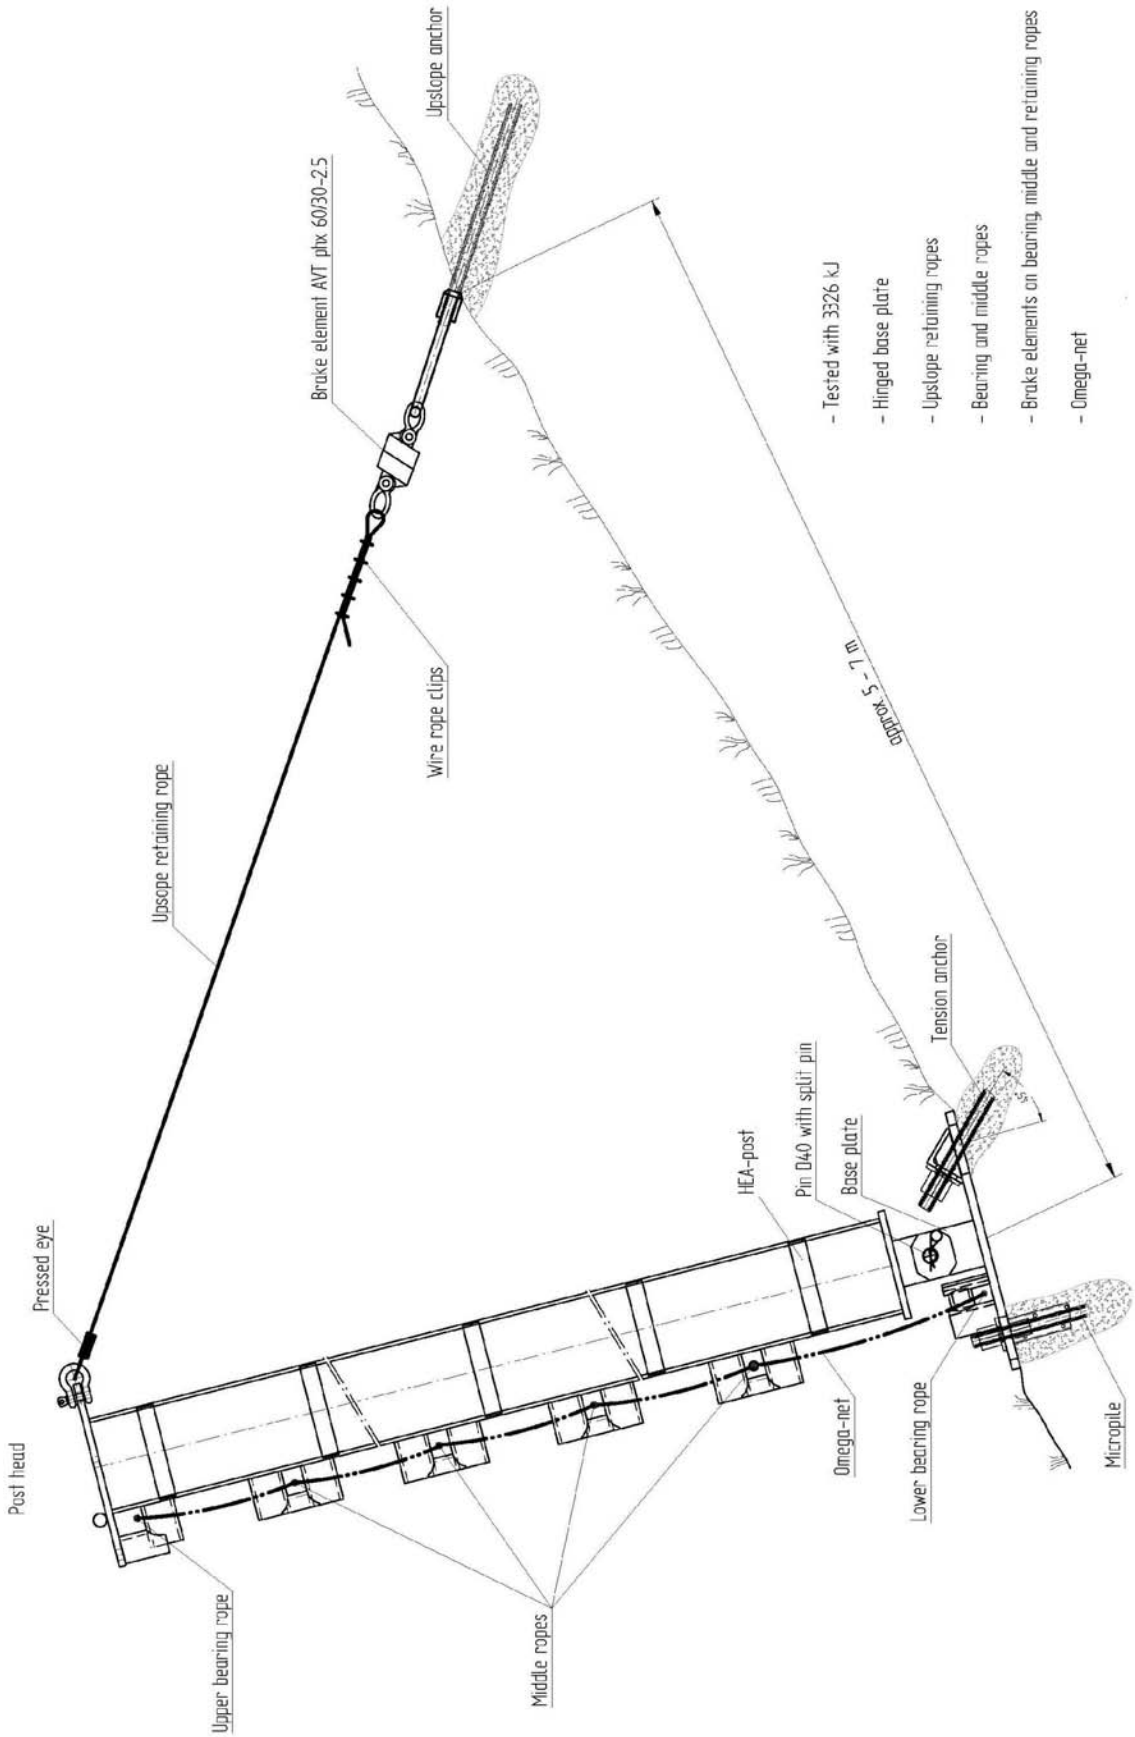 Post head
Pressed eye
Upsope retaining rope
Brake element AVT pbx 60/30-2.5
Upslope anchor
Wire rope clips
Upper bearing rope
Middle ropes
HEA-post
Pin D40 with split pin
Base plate
Tension anchor
5°
Omega-net
Lower bearing rope
Micropile
approx. 5 - 7 m
- Tested with 3326 kJ
- Hinged base plate
- Upslope retaining ropes
- Bearing and middle ropes
- Brake elements on bearing, middle and retaining ropes
- Omega-net